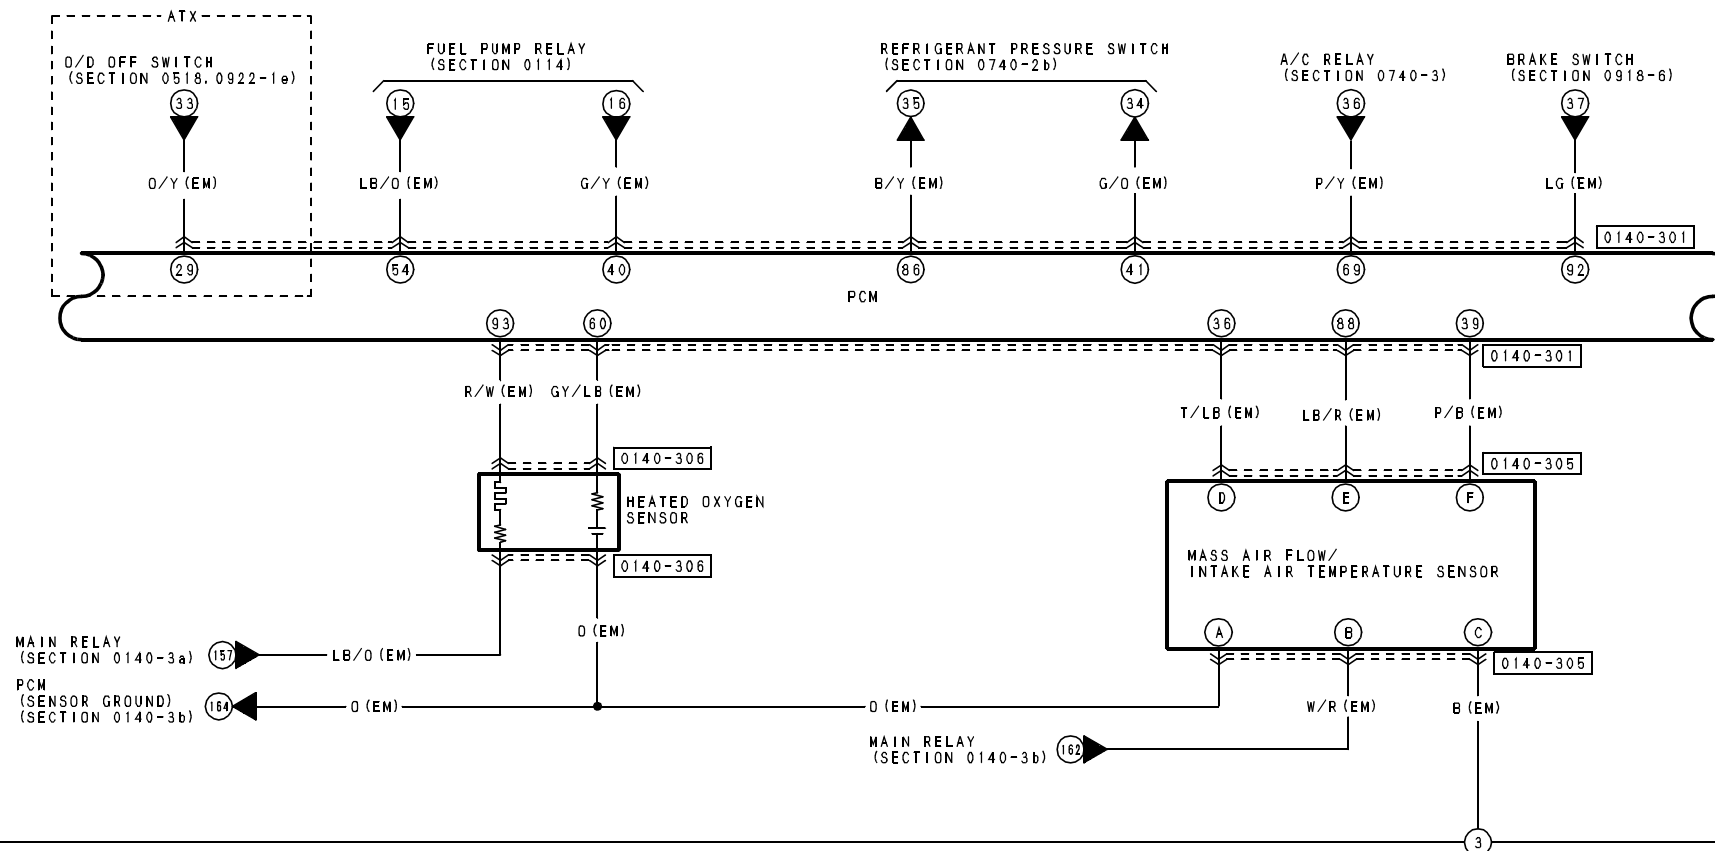 ATX
O/D OFF SWITCH
(SECTION 0518,0922-1e)
FUEL PUMP RELAY
(SECTION 0114)
REFRIGERANT PRESSURE SWITCH
(SECTION 0740-2b)
A/C RELAY
(SECTION 0740-3)
BRAKE SWITCH
(SECTION 0918-6)
33
15
16
35
34
36
37
O/Y (EM)
LB/O (EM)
G/Y (EM)
B/Y (EM)
G/O (EM)
P/Y (EM)
LG (EM)
0140-301
29
54
40
86
41
69
92
PCM
93
60
36
88
39
0140-301
R/W (EM)
GY/LB (EM)
T/LB (EM)
LB/R (EM)
P/B (EM)
0140-306
0140-305
HEATED OXYGEN
SENSOR
D
E
F
MASS AIR FLOW/
INTAKE AIR TEMPERATURE SENSOR
0140-306
O (EM)
A
B
C
MAIN RELAY
(SECTION 0140-3a)
157
LB/O (EM)
0140-305
PCM
(SENSOR GROUND)
(SECTION 0140-3b)
164
O (EM)
O (EM)
W/R (EM)
B (EM)
MAIN RELAY
(SECTION 0140-3b)
162
3